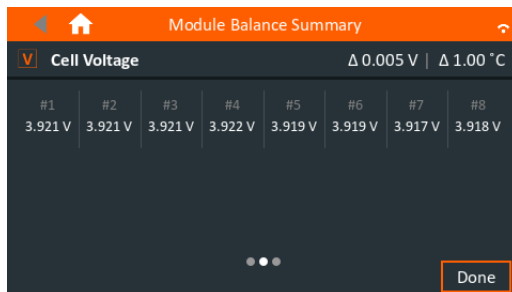 Module Balance Summary
V Cell Voltage Δ 0.005 V | Δ 1.00 °C
#1 #2 #3 #4 #5 #6 #7 #8
3.921 V 3.921 V 3.921 V 3.922 V 3.919 V 3.919 V 3.917 V 3.918 V
Done